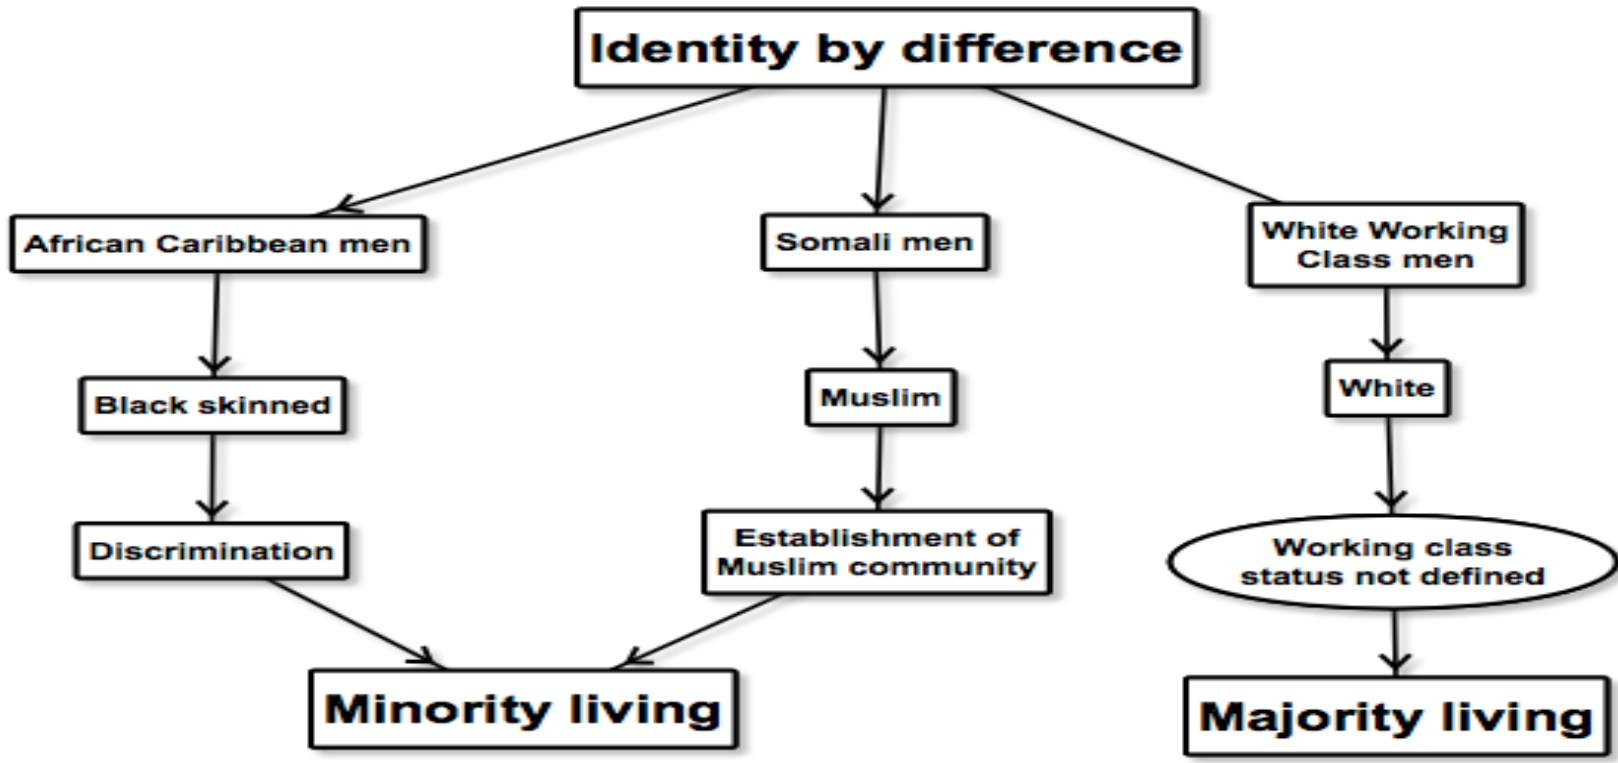 Identity by difference
African Caribbean men
Somali men
White Working
Class men
Black skinned
Muslim
White
Discrimination
Establishment of
Muslim community
Working class
status not defined
Minority living
Majority living